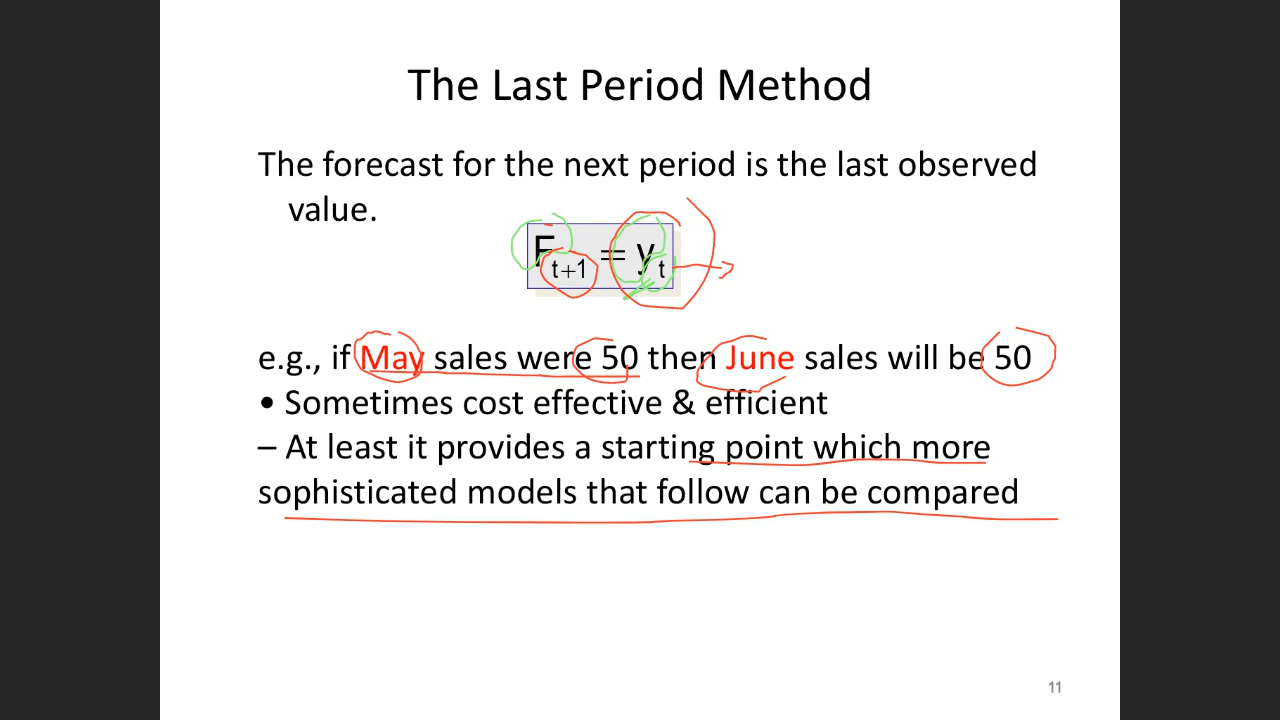 The Last Period Method
The forecast for the next period is the last observed
value.
F t+1 = y t
e.g., if May sales were 50 then June sales will be 50
• Sometimes cost effective & efficient
– At least it provides a starting point which more
sophisticated models that follow can be compared
11